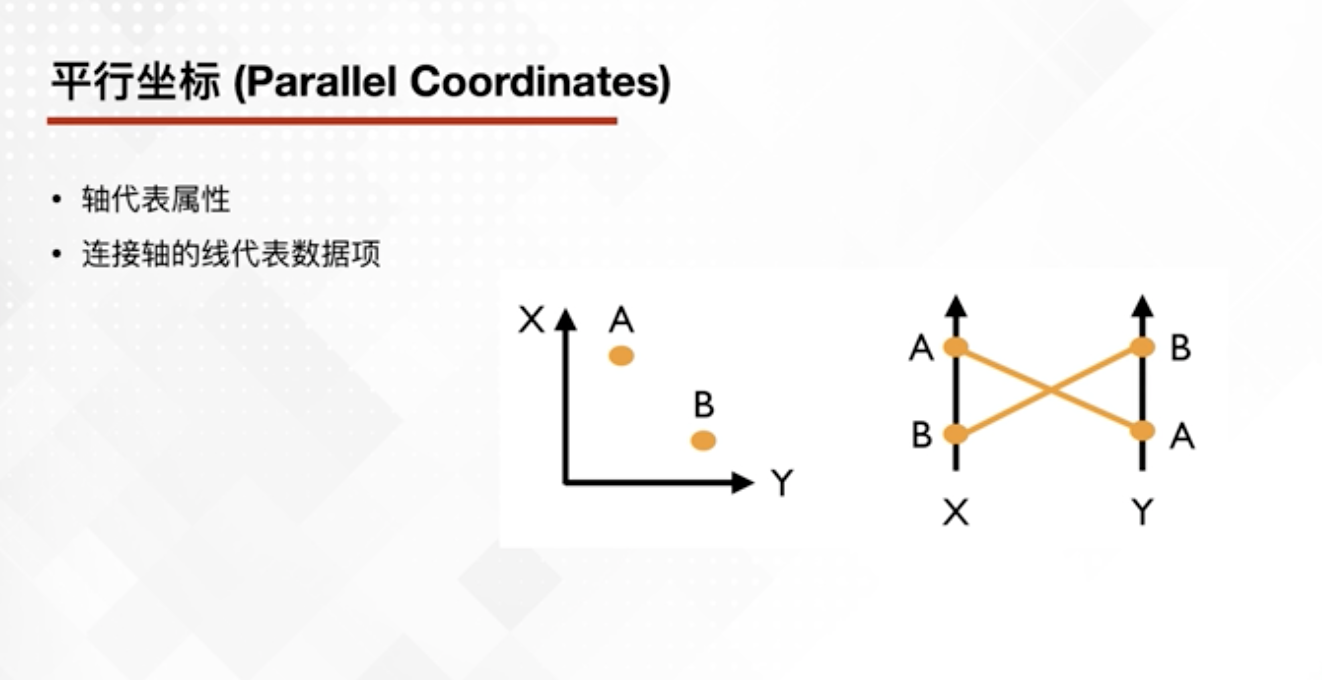 平行坐标 (Parallel Coordinates)
• 轴代表属性
• 连接轴的线代表数据项
X A
B
Y
A B
B A
X Y